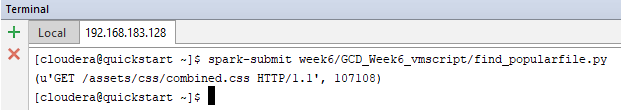 Terminal
Local 192.168.183.128
[cloudera@quickstart ~]$ spark-submit week6/GCD_Week6_vmscript/find_popularfile.py
(u'GET /assets/css/combined.css HTTP/1.1', 107108)
[cloudera@quickstart ~]$